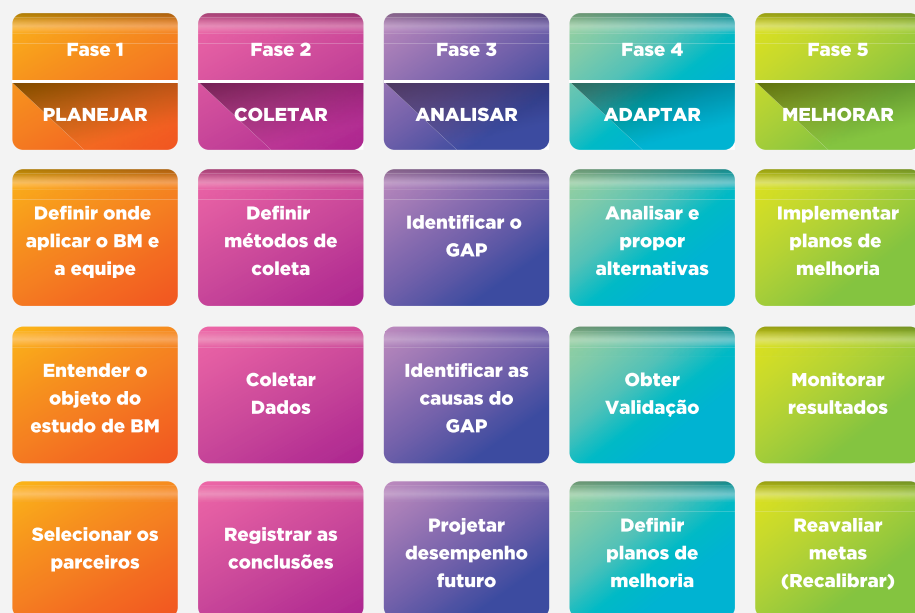 Fase 1
Fase 2
Fase 3
Fase 4
Fase 5
PLANEJAR
COLETAR
ANALISAR
ADAPTAR
MELHORAR
Definir onde
aplicar o BM e
a equipe
Definir
métodos de
coleta
Identificar o
GAP
Analisar e
propor
alternativas
Implementar
planos de
melhoria
Entender o
objeto do
estudo de BM
Coletar
Dados
Identificar as
causas do
GAP
Obter
Validação
Monitorar
resultados
Selecionar os
parceiros
Registrar as
conclusões
Projetar
desempenho
futuro
Definir
planos de
melhoria
Reavaliar
metas
(Recalibrar)